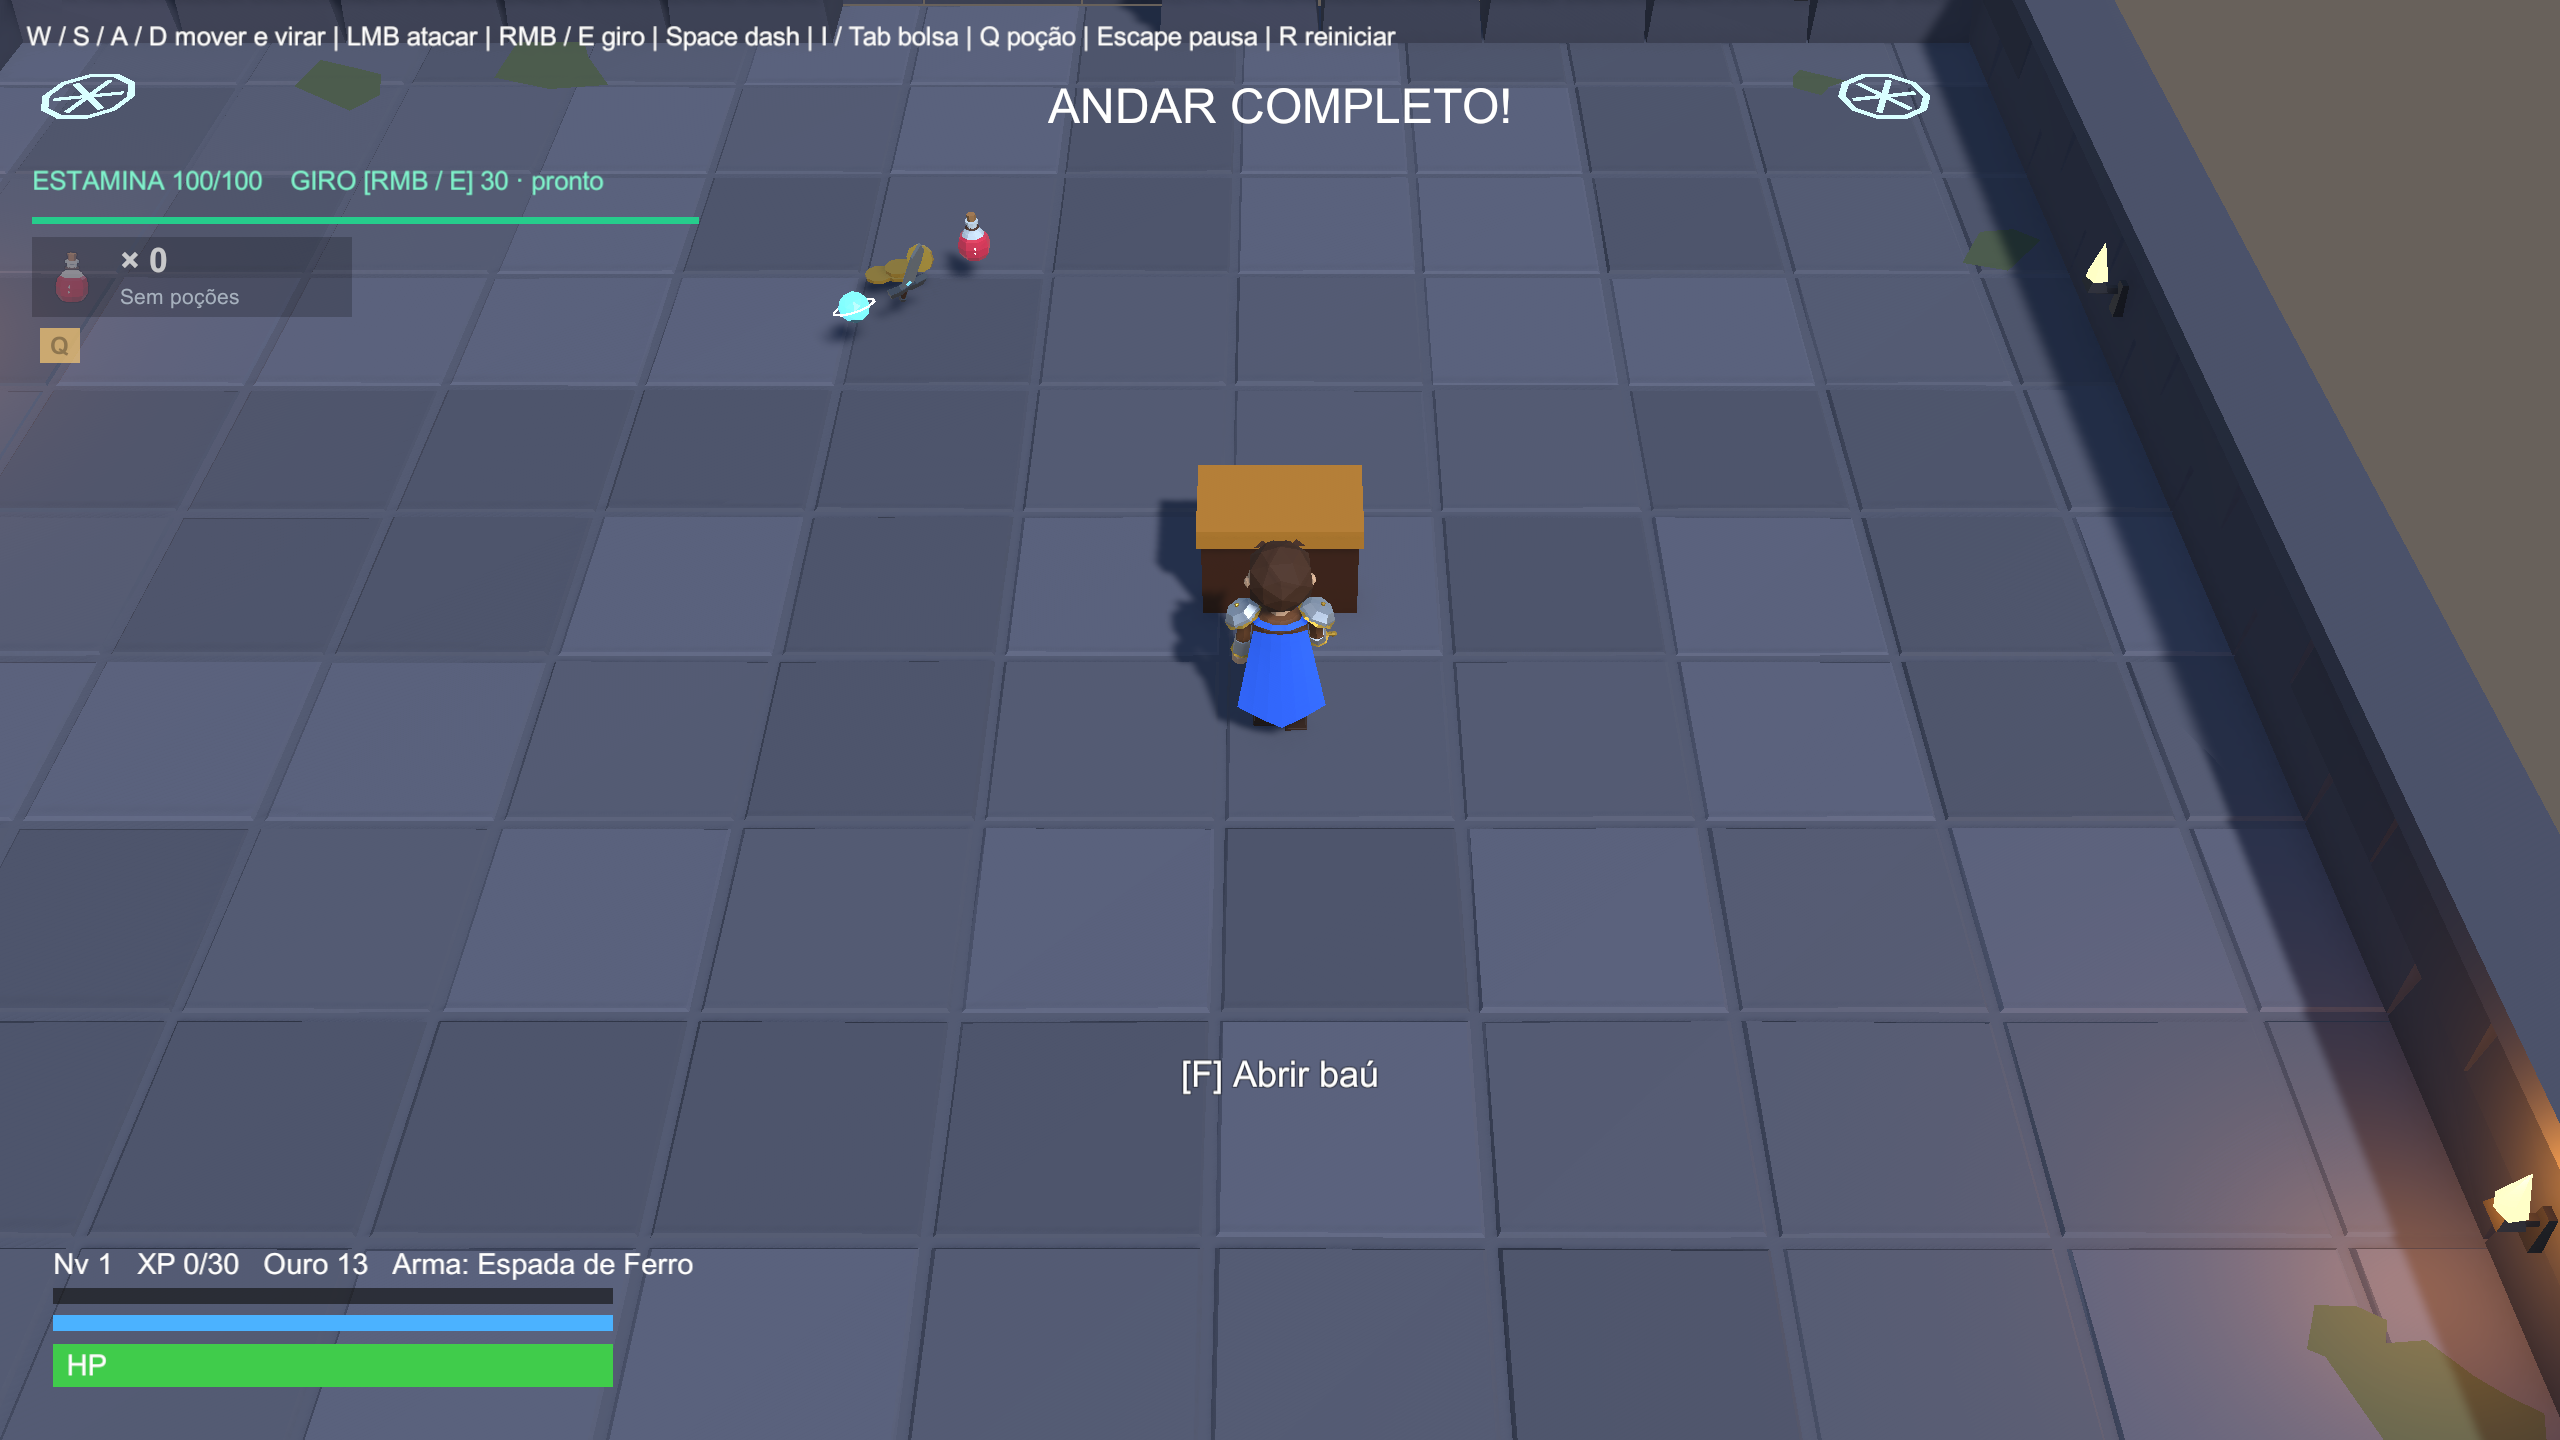 W / S / A / D mover e virar | LMB atacar | RMB / E giro | Space dash | I / Tab bolsa | Q poção | Escape pausa | R reiniciar
ANDAR COMPLETO!
ESTAMINA 100/100 GIRO [RMB / E] 30 · pronto
× 0
Sem poções
Q
[F] Abrir baú
Nv 1 XP 0/30 Ouro 13 Arma: Espada de Ferro
HP